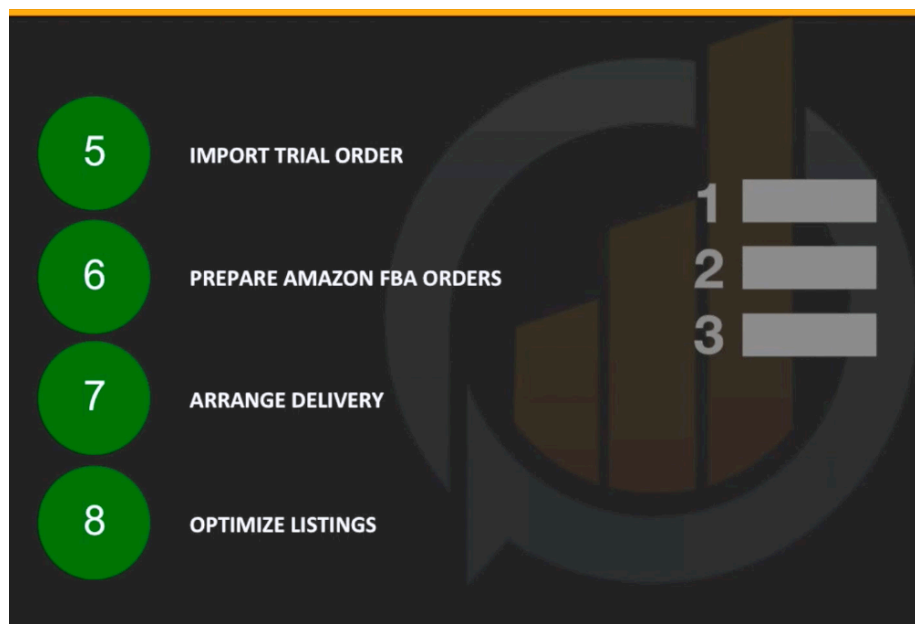 5 IMPORT TRIAL ORDER
6 PREPARE AMAZON FBA ORDERS
7 ARRANGE DELIVERY
8 OPTIMIZE LISTINGS
1
2
3